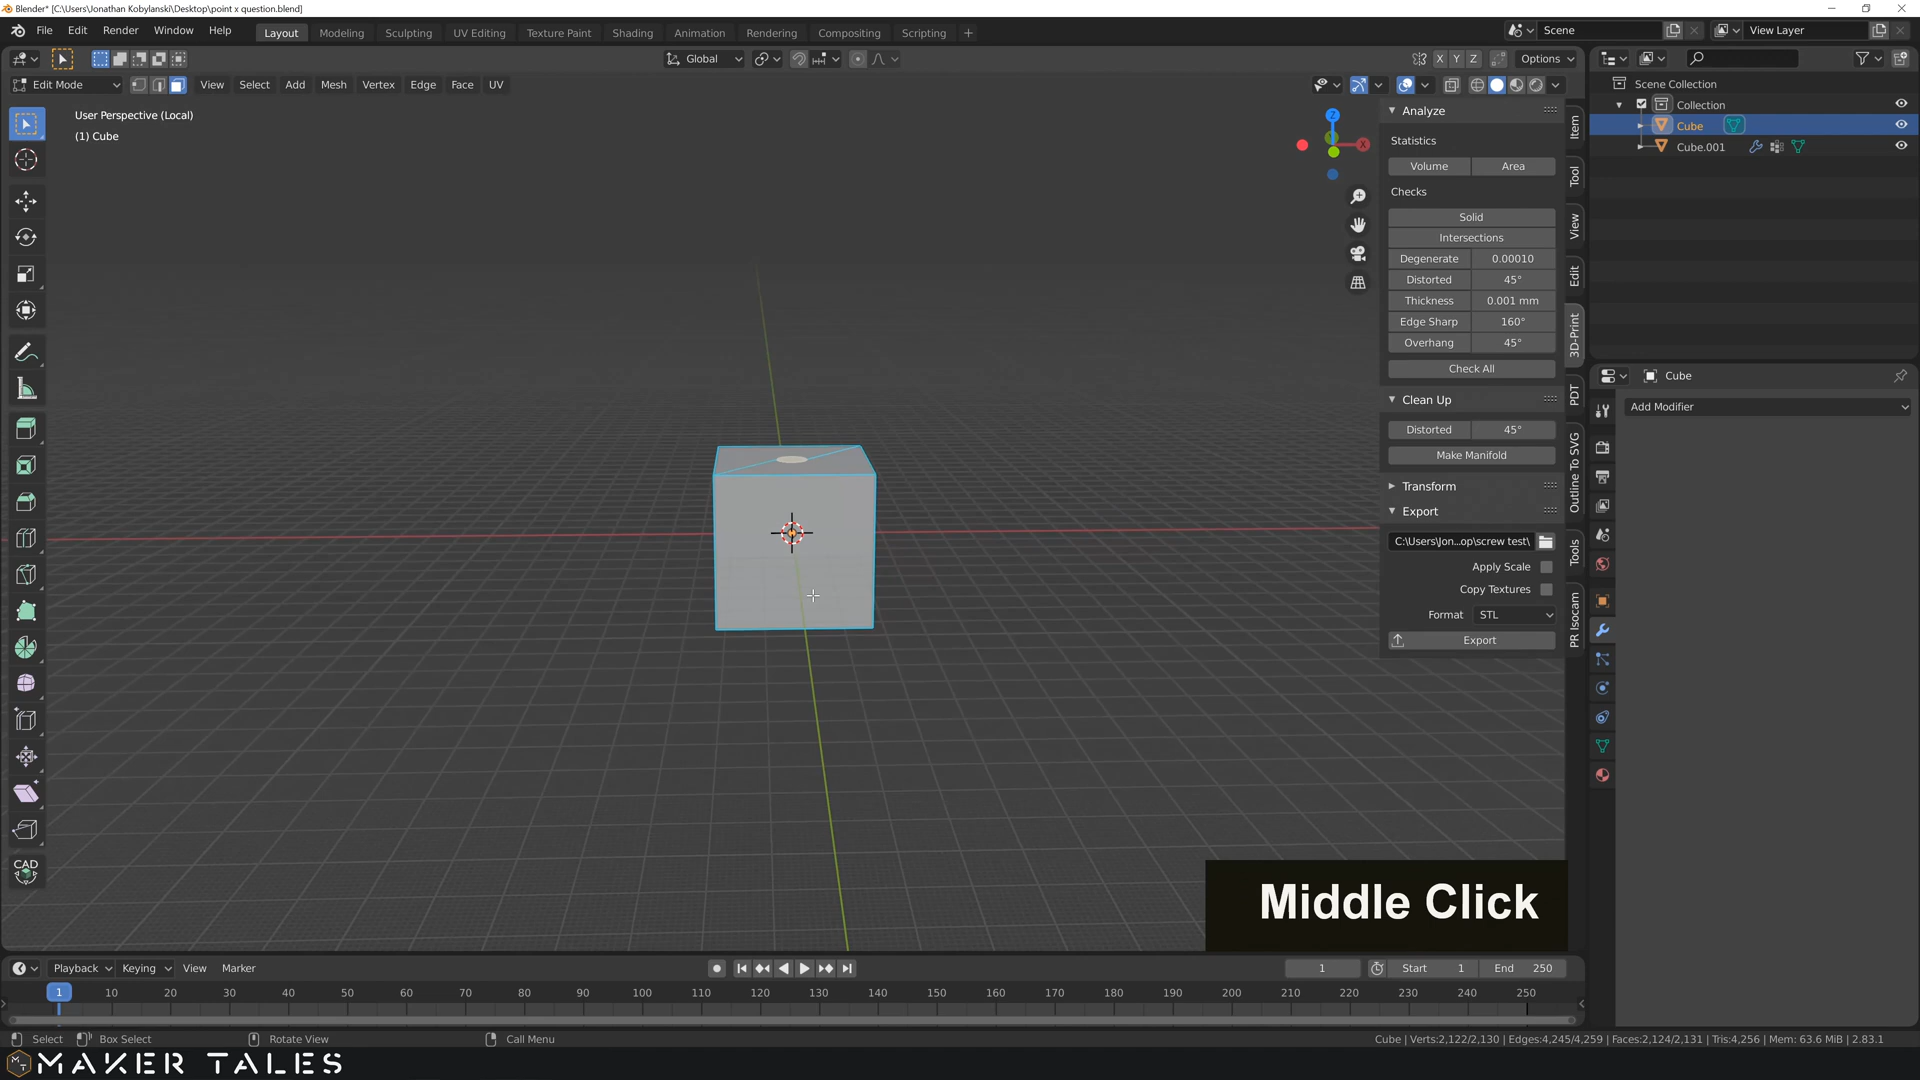 Blender* [C:\Users\Jonathan Kobylanski\Desktop\point x question.blend]
File Edit Render Window Help
Layout Modeling Sculpting UV Editing Texture Paint Shading Animation Rendering Compositing Scripting +
Scene
View Layer
Global
X Y Z
Options
Edit Mode
View Select Add Mesh Vertex Edge Face UV
User Perspective (Local)
(1) Cube
Z
X
Analyze
Statistics
Volume Area
Checks
Solid
Intersections
Degenerate 0.00010
Distorted 45°
Thickness 0.001 mm
Edge Sharp 160°
Overhang 45°
Check All
Clean Up
Distorted 45°
Make Manifold
Transform
Export
C:\Users\Jon...op\screw test\
Apply Scale
Copy Textures
Format STL
Export
Item
Tool
View
Edit
3D-Print
PDT
Outline To SVG
Tools
PR Isocam
Scene Collection
Collection
Cube
Cube.001
Cube
Add Modifier
CAD
Middle Click
Playback Keying View Marker
1
Start 1
End 250
1 10 20 30 40 50 60 70 80 90 100 110 120 130 140 150 160 170 180 190 200 210 220 230 240 250
Select Box Select Rotate View Call Menu
Cube | Verts:2,122/2,130 | Edges:4,245/4,259 | Faces:2,124/2,131 | Tris:4,256 | Mem: 63.6 MiB | 2.83.1
MAKER TALES